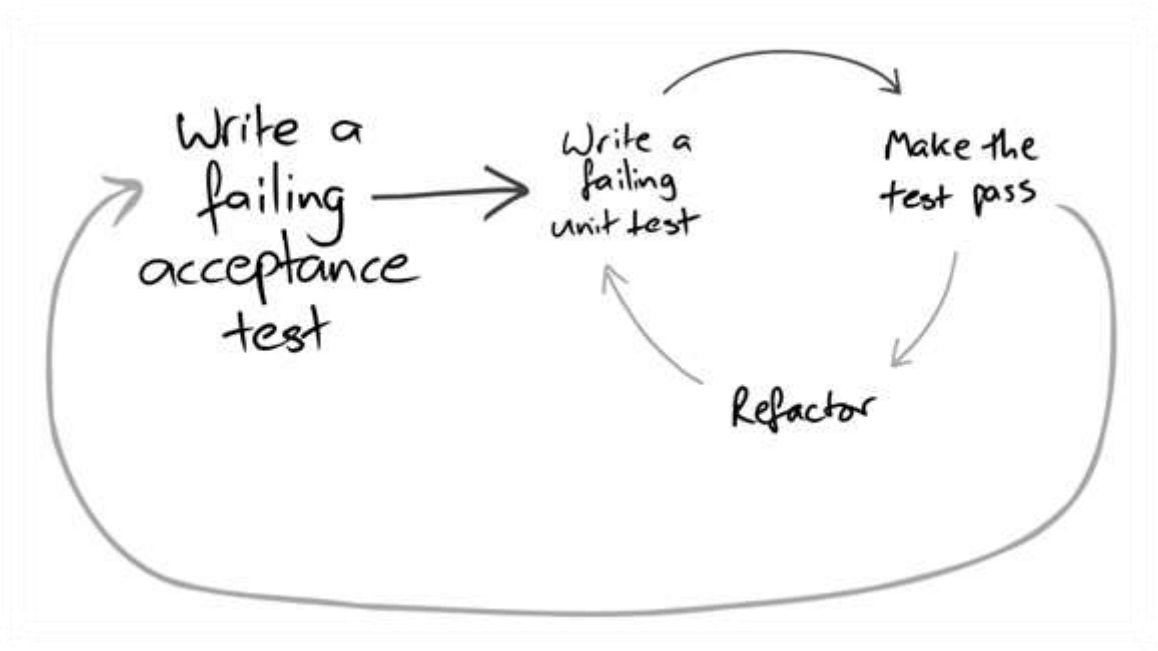 Write a
failing
acceptance
test
Write a
failing
unit test
Make the
test pass
Refactor